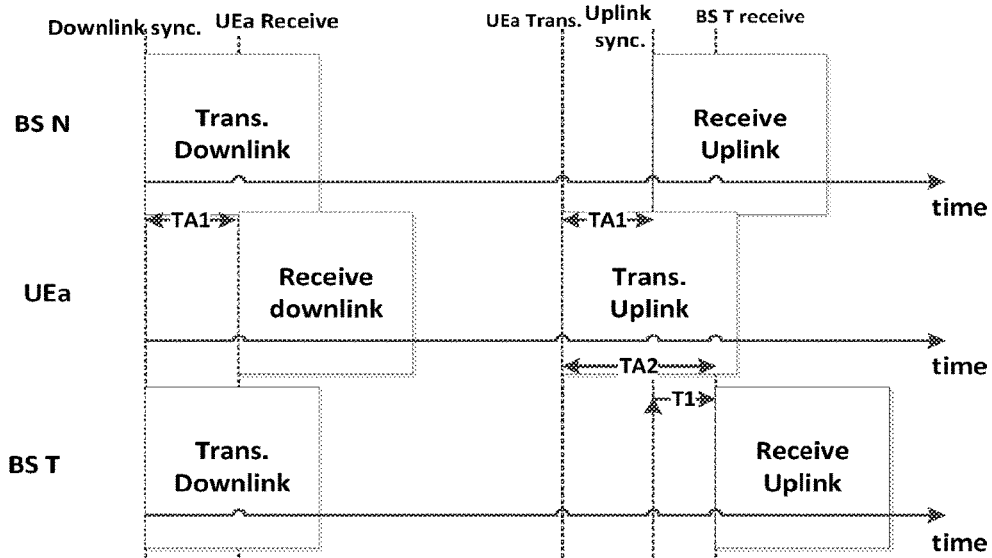 Downlink sync.
UEa Receive
UEa Trans.
Uplink
sync.
BS T receive
BS N
Trans.
Downlink
Receive
Uplink
time
TA1
TA1
UEa
Receive
downlink
Trans.
Uplink
time
TA2
T1
BS T
Trans.
Downlink
Receive
Uplink
time